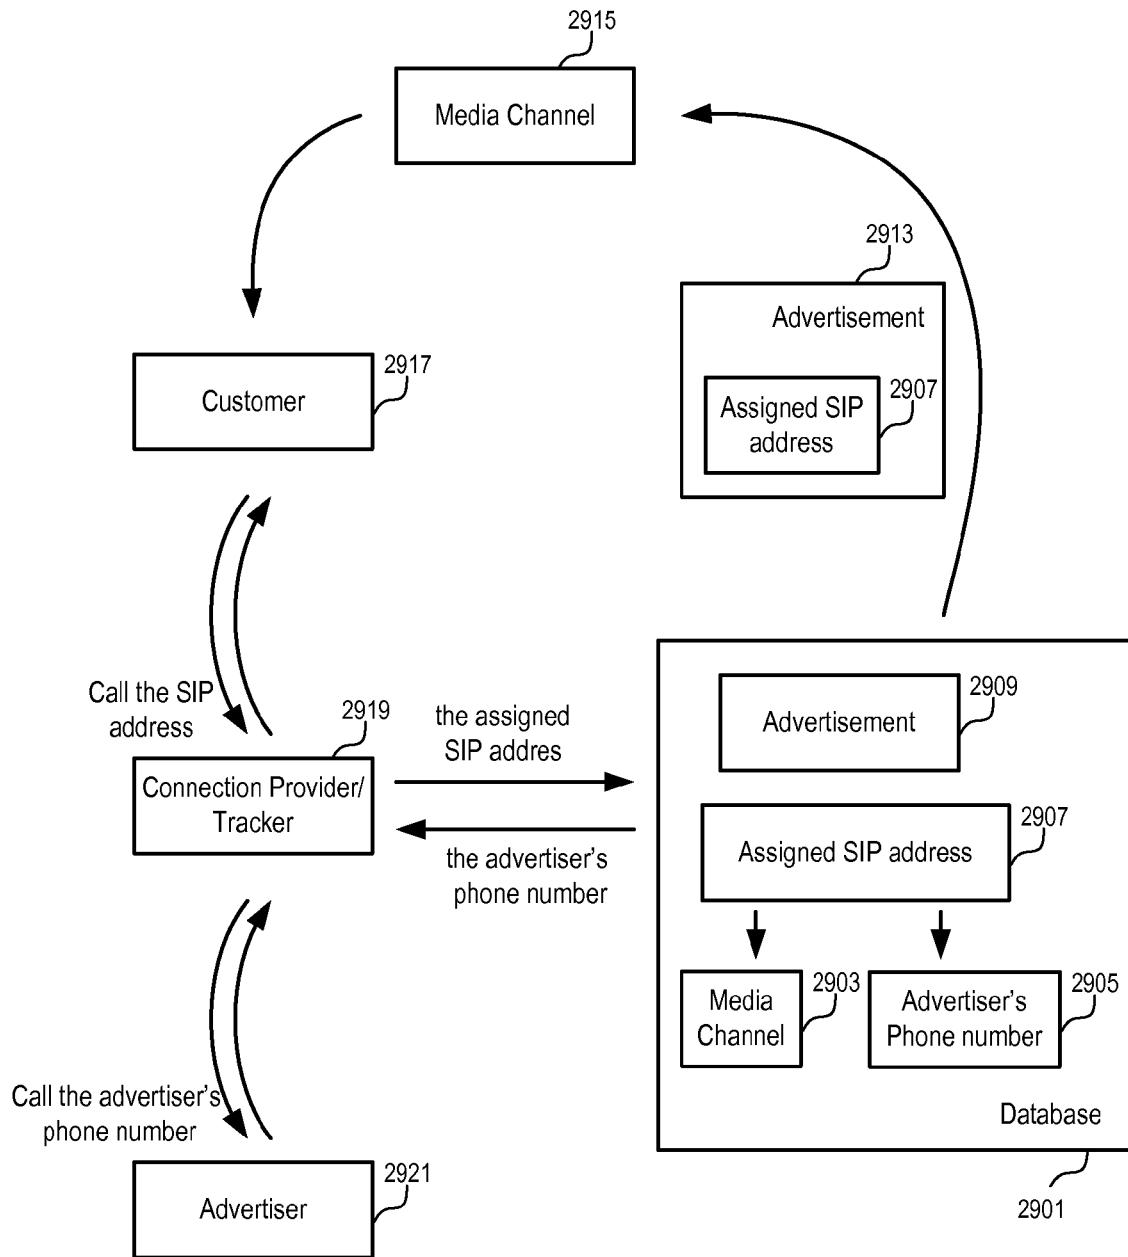 2915
Media Channel
2913
Advertisement
2917
Customer
2907
Assigned SIP
address
Call the SIP
address
2919
Connection Provider/
Tracker
the assigned
SIP addres
the advertiser's
phone number
2909
Advertisement
2907
Assigned SIP address
2903
Media
Channel
2905
Advertiser's
Phone number
Database
2901
Call the advertiser's
phone number
2921
Advertiser